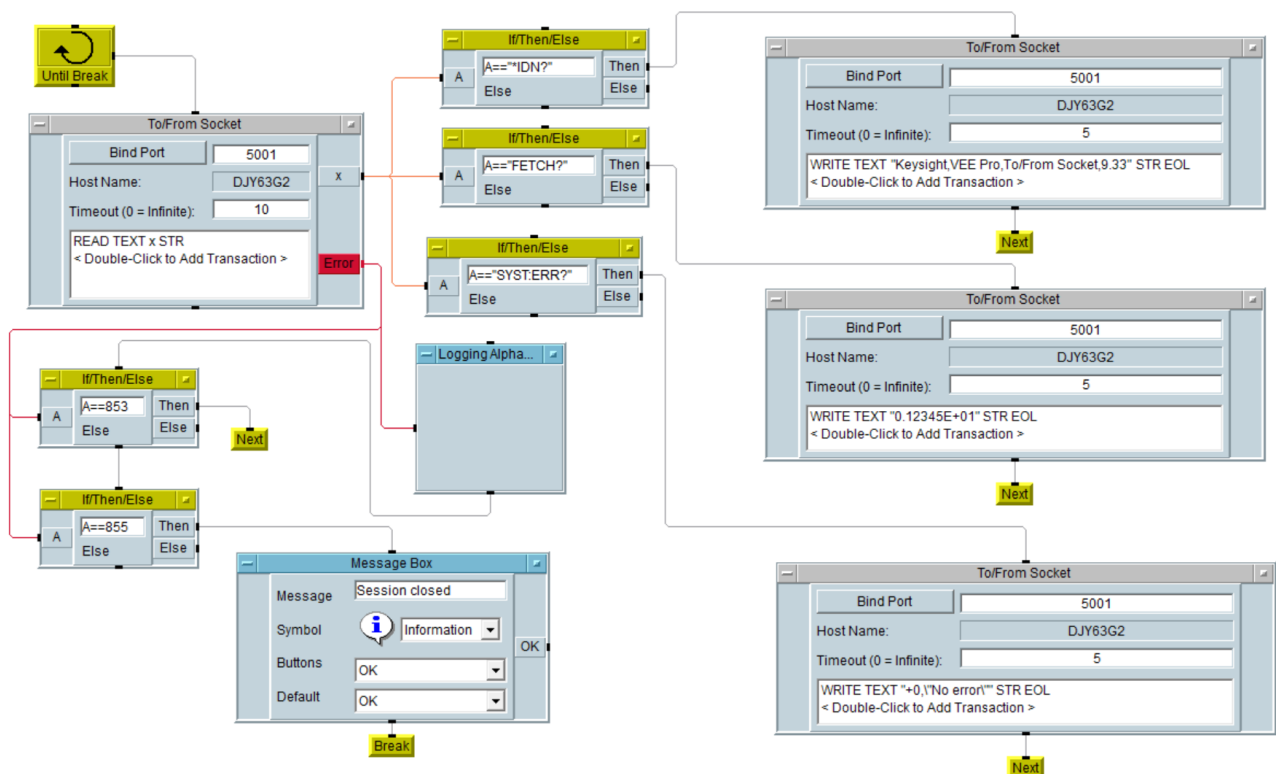 Until Break
To/From Socket
Bind Port
5001
Host Name:
DJY63G2
Timeout (0 = Infinite):
10
READ TEXT x STR
< Double-Click to Add Transaction >
X
Error
If/Then/Else
A
A=="*IDN?"
Else
Then
Else
If/Then/Else
A
A=="FETCH?"
Else
Then
Else
If/Then/Else
A
A=="SYST:ERR?"
Else
Then
Else
To/From Socket
Bind Port
5001
Host Name:
DJY63G2
Timeout (0 = Infinite):
5
WRITE TEXT "Keysight,VEE Pro,To/From Socket,9.33" STR EOL
< Double-Click to Add Transaction >
Next
To/From Socket
Bind Port
5001
Host Name:
DJY63G2
Timeout (0 = Infinite):
5
WRITE TEXT "0.12345E+01" STR EOL
< Double-Click to Add Transaction >
Next
To/From Socket
Bind Port
5001
Host Name:
DJY63G2
Timeout (0 = Infinite):
5
WRITE TEXT "+0,\"No error\"" STR EOL
< Double-Click to Add Transaction >
Next
Logging Alpha...
If/Then/Else
A
A==853
Else
Then
Else
Next
If/Then/Else
A
A==855
Else
Then
Else
Message Box
Message
Session closed
Symbol
Information
Buttons
OK
Default
OK
OK
Break